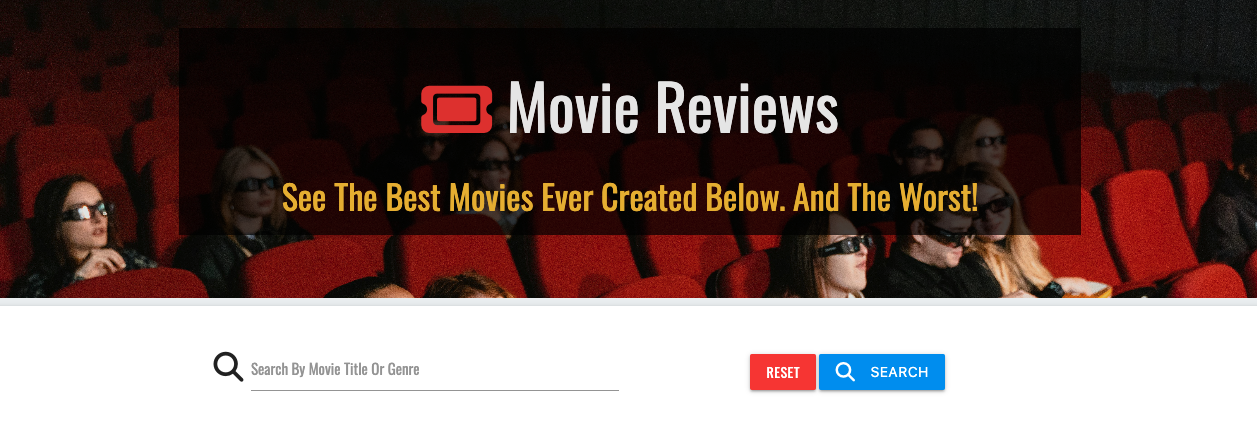 Movie Reviews
See The Best Movies Ever Created Below. And The Worst!
Search By Movie Title Or Genre
RESET
SEARCH